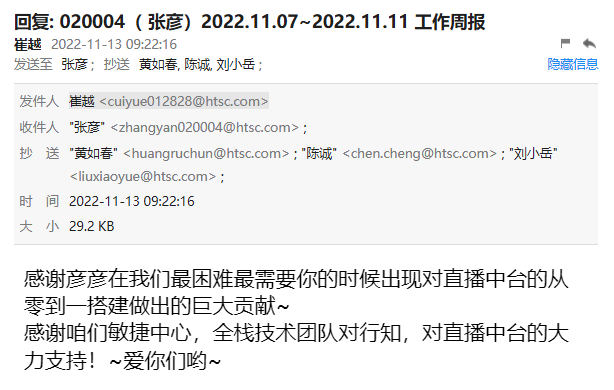 回复: 020004（ 张彦）2022.11.07~2022.11.11 工作周报
崔越 2022-11-13 09:22:16
发送至 张彦； 抄送 黄如春, 陈诚, 刘小岳； 隐藏信息
发件人 崔越 <cuiyue012828@htsc.com>
收件人 "张彦" <zhangyan020004@htsc.com> ;
抄 送 "黄如春" <huangruchun@htsc.com> ; "陈诚" <chen.cheng@htsc.com> ; "刘小岳"
<liuxiaoyue@htsc.com> ;
时 间 2022-11-13 09:22:16
大 小 29.2 KB
感谢彦彦在我们最困难最需要你的时候出现对直播中台的从
零到一搭建做出的巨大贡献~
感谢咱们敏捷中心，全栈技术团队对行知，对直播中台的大
力支持！~爱你们哟~